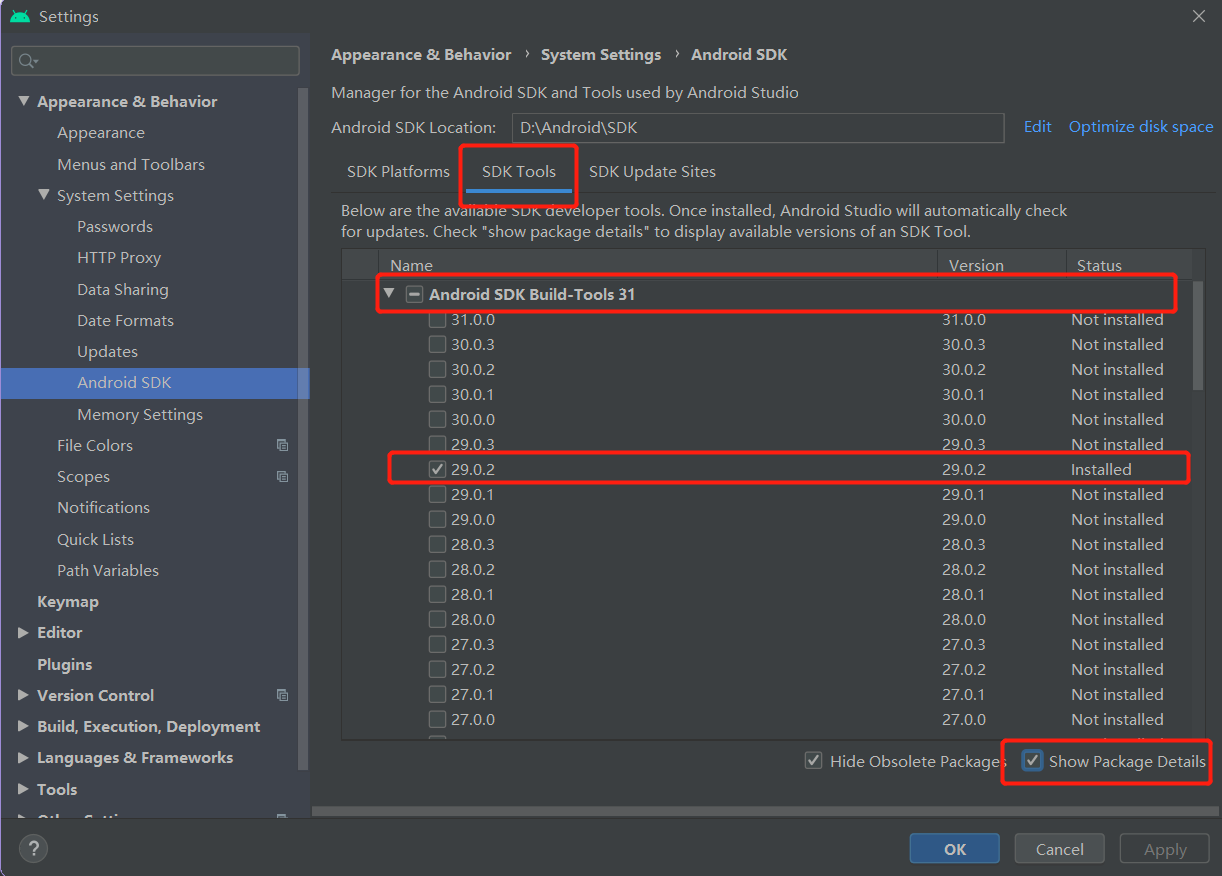 Settings
Appearance & Behavior
Appearance
Menus and Toolbars
System Settings
Passwords
HTTP Proxy
Data Sharing
Date Formats
Updates
Android SDK
Memory Settings
File Colors
Scopes
Notifications
Quick Lists
Path Variables
Keymap
Editor
Plugins
Version Control
Build, Execution, Deployment
Languages & Frameworks
Tools
Appearance & Behavior › System Settings › Android SDK
Manager for the Android SDK and Tools used by Android Studio
Android SDK Location: D:\Android\SDK Edit Optimize disk space
SDK Platforms SDK Tools SDK Update Sites
Below are the available SDK developer tools. Once installed, Android Studio will automatically check
for updates. Check "show package details" to display available versions of an SDK Tool.
Name Version Status
Android SDK Build-Tools 31
31.0.0 31.0.0 Not installed
30.0.3 30.0.3 Not installed
30.0.2 30.0.2 Not installed
30.0.1 30.0.1 Not installed
30.0.0 30.0.0 Not installed
29.0.3 29.0.3 Not installed
29.0.2 29.0.2 Installed
29.0.1 29.0.1 Not installed
29.0.0 29.0.0 Not installed
28.0.3 28.0.3 Not installed
28.0.2 28.0.2 Not installed
28.0.1 28.0.1 Not installed
28.0.0 28.0.0 Not installed
27.0.3 27.0.3 Not installed
27.0.2 27.0.2 Not installed
27.0.1 27.0.1 Not installed
27.0.0 27.0.0 Not installed
Hide Obsolete Packages Show Package Details
? OK Cancel Apply